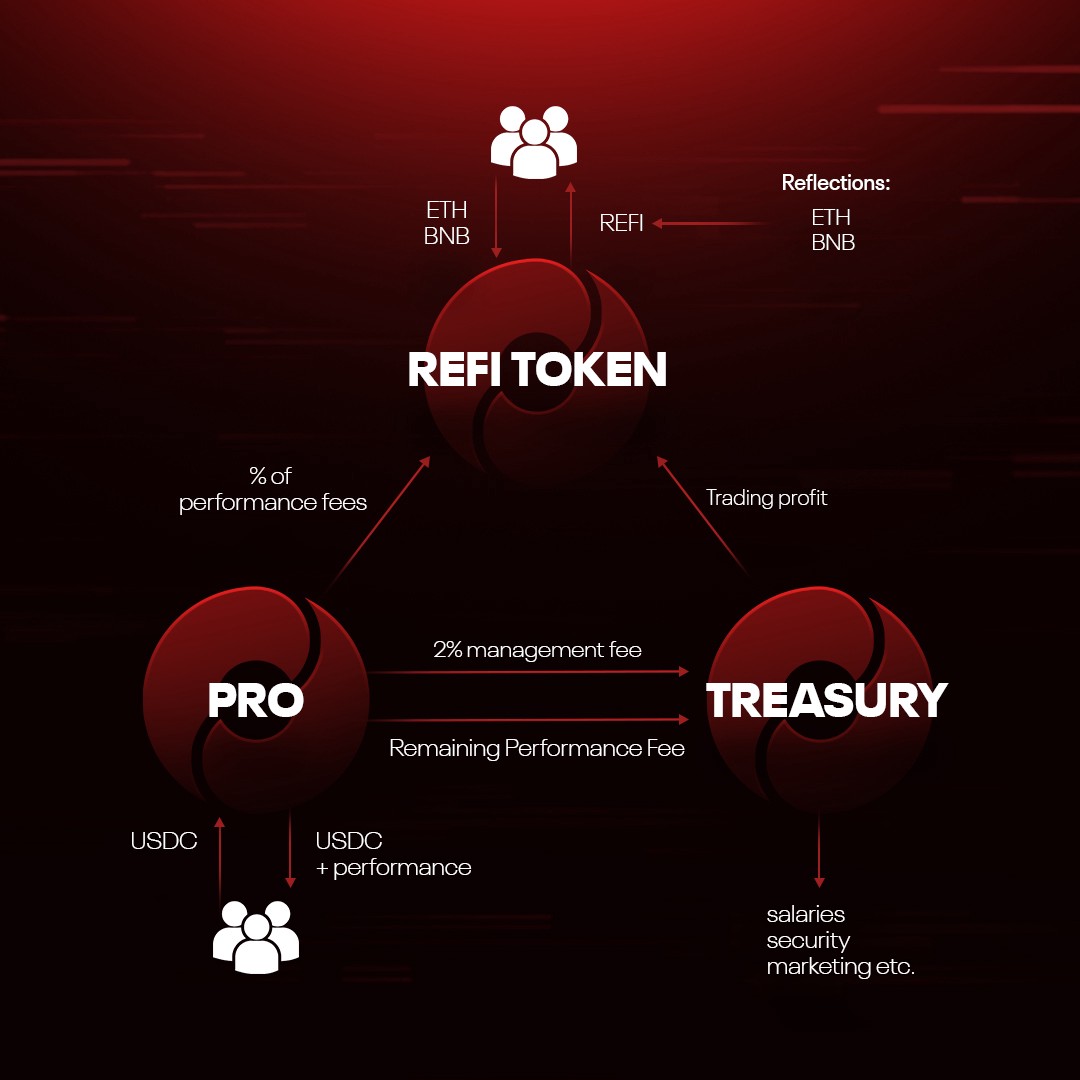 Reflections:
ETH
BNB
REFI
ETH
BNB
REFI TOKEN
% of
performance fees
Trading profit
2% management fee
PRO
TREASURY
Remaining Performance Fee
USDC
USDC
+ performance
salaries
security
marketing etc.